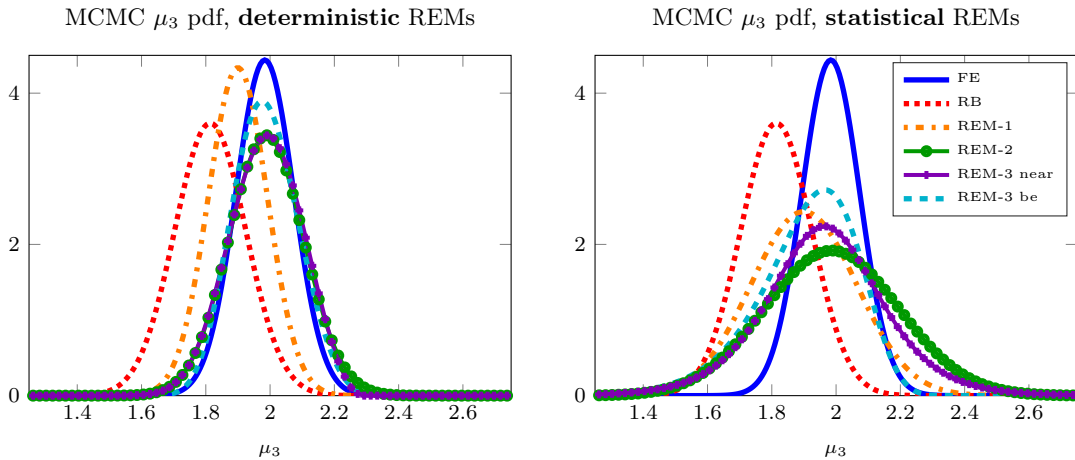 MCMC μ₃ pdf, deterministic REMs
4
2
0
1.4 1.6 1.8 2 2.2 2.4 2.6
μ₃
MCMC μ₃ pdf, statistical REMs
4
2
0
1.4 1.6 1.8 2 2.2 2.4 2.6
μ₃
FE
RB
REM-1
REM-2
REM-3 near
REM-3 be